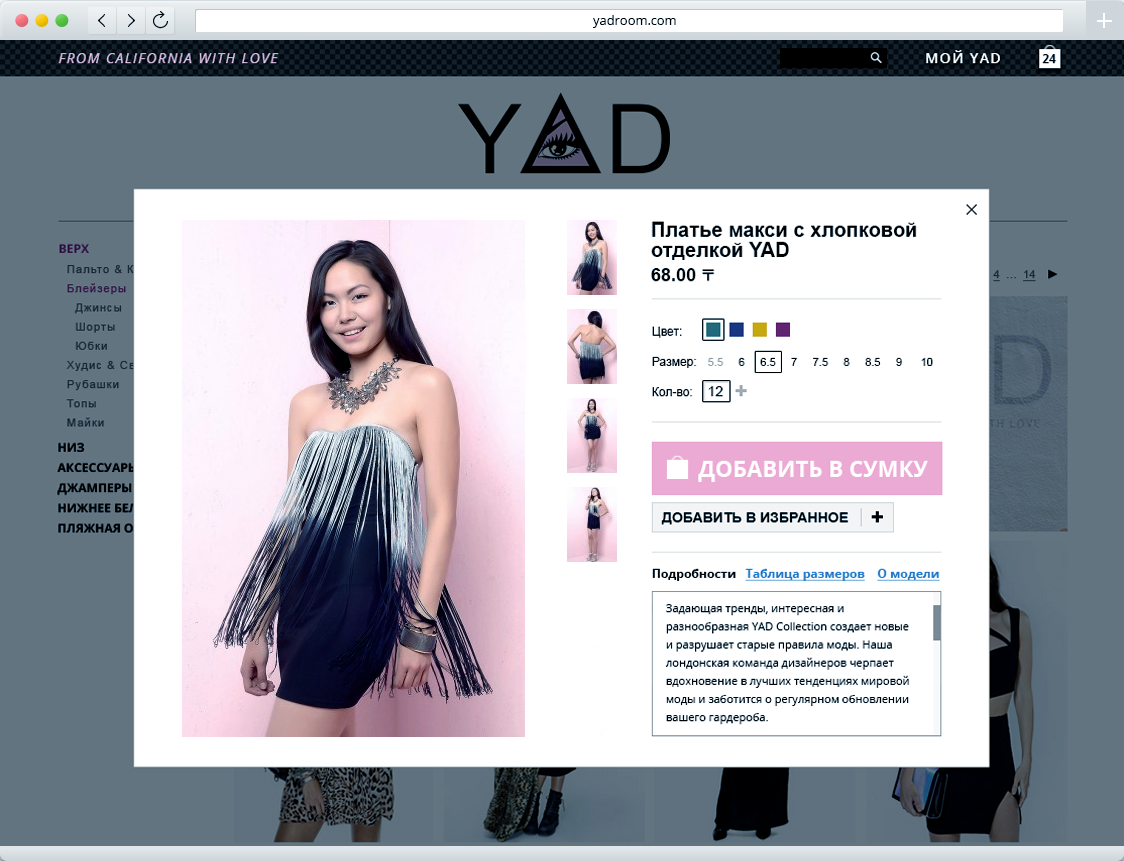 yadroom.com
FROM CALIFORNIA WITH LOVE
МОЙ YAD
24
YAD
ВЕРХ
Пальто & К
Блейзеры
Джинсы
Шорты
Юбки
Худис & Св
Рубашки
Топы
Майки
НИЗ
АКСЕССУАРЫ
ДЖАМПЕРЫ
НИЖНЕЕ БЕЛ
ПЛЯЖНАЯ О
Платье макси с хлопковой
отделкой YAD
68.00 ₸
Цвет:
Размер: 5.5 6 6.5 7 7.5 8 8.5 9 10
Кол-во: 12 +
ДОБАВИТЬ В СУМКУ
ДОБАВИТЬ В ИЗБРАННОЕ +
Подробности Таблица размеров О модели
Задающая тренды, интересная и
разнообразная YAD Collection создает новые
и разрушает старые правила моды. Наша
лондонская команда дизайнеров черпает
вдохновение в лучших тенденциях мировой
моды и заботится о регулярном обновлении
вашего гардероба.
4 ... 14
D
TH LOVE